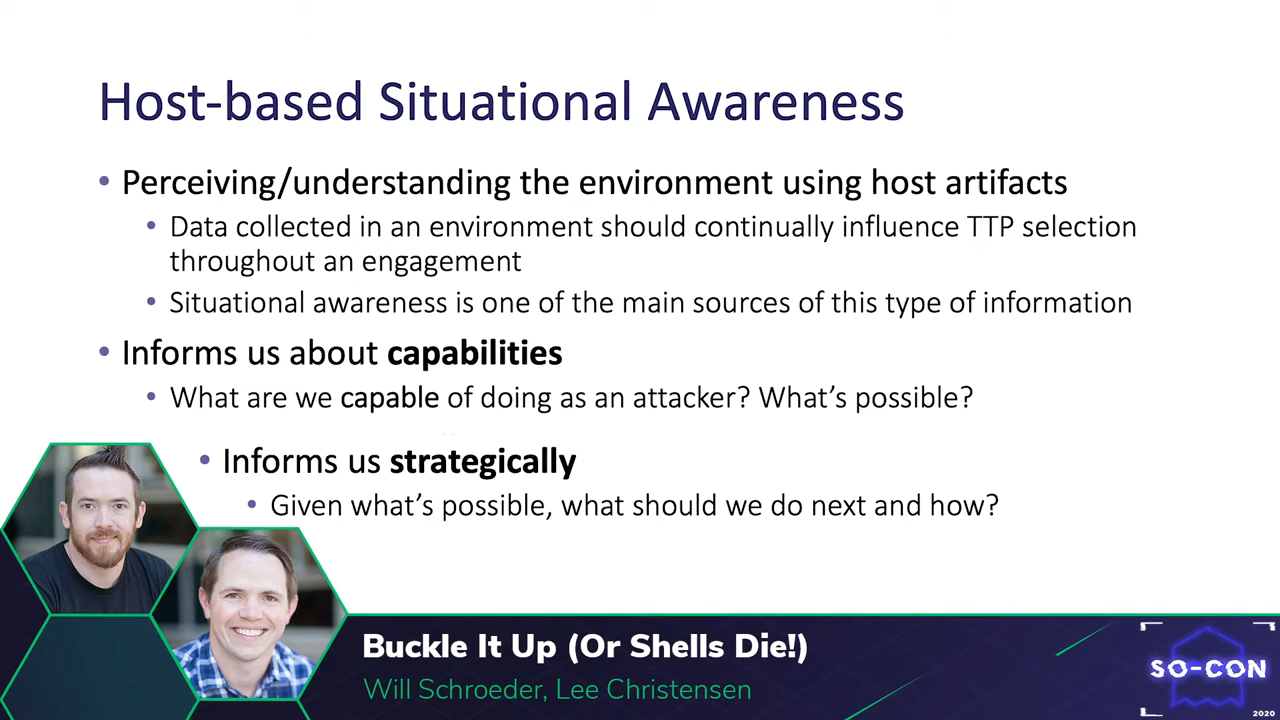 Host-based Situational Awareness
• Perceiving/understanding the environment using host artifacts
• Data collected in an environment should continually influence TTP selection
throughout an engagement
• Situational awareness is one of the main sources of this type of information
• Informs us about capabilities
• What are we capable of doing as an attacker? What’s possible?
• Informs us strategically
• Given what’s possible, what should we do next and how?
Buckle It Up (Or Shells Die!)
Will Schroeder, Lee Christensen
SO-CON
2020